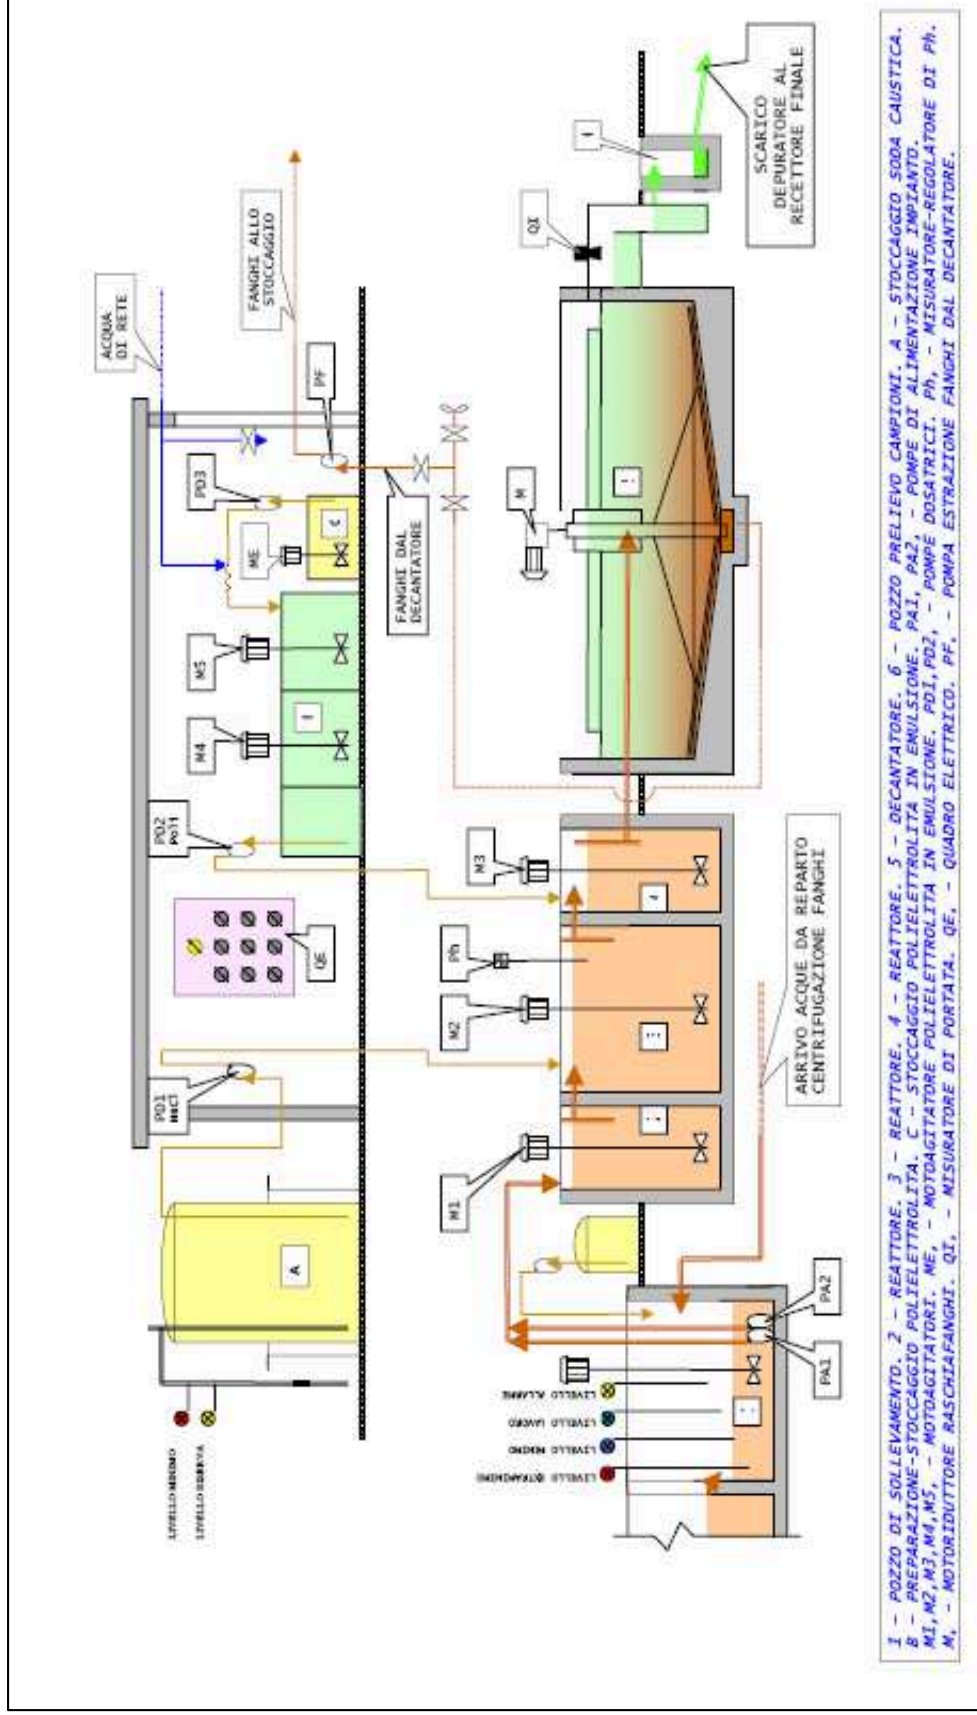 LIVELLO MINIMO
LIVELLO RISERVA
A
PD1
QE
PD2
Poli
M4
M5
ME
PD3
C
ACQUA
DI RETE
FANGHI ALLO
STOCCAGGIO
PF
FANGHI DAL
DECANTATORE
LIVELLO ALLARME
LIVELLO LAVORO
LIVELLO MINIMO
PA1
PA2
M1
M2
Ph
M3
4
M
QI
ARRIVO ACQUE DA REPARTO
CENTRIFUGAZIONE FANGHI
SCARICO
DEPURATORE AL
RECETTORE FINALE
1 - POZZO DI SOLLEVAMENTO. 2 - REATTORE. 3 - REATTORE. 4 - REATTORE. 5 - DECANTATORE. 6 - POZZO PRELIEVO CAMPIONI. A - STOCCAGGIO SODA CAUSTICA.
B - PREPARAZIONE-STOCCAGGIO POLIELETTROLITA. C - STOCCAGGIO POLIELETTROLITA IN EMULSIONE. PA1, PA2, - POMPE DI ALIMENTAZIONE IMPIANTO.
M1,M2,M3,M4,M5, - MOTOAGITATORI. ME, - MOTOAGITATORE POLIELETTROLITA IN EMULSIONE. PD1,PD2, - POMPE DOSATRICI. Ph, - MISURATORE-REGOLATORE DI Ph.
M, - MOTORIDUTTORE RASCHIAFANGHI. QI, - MISURATORE DI PORTATA. QE, - QUADRO ELETTRICO. PF, - POMPA ESTRAZIONE FANGHI DAL DECANTATORE.